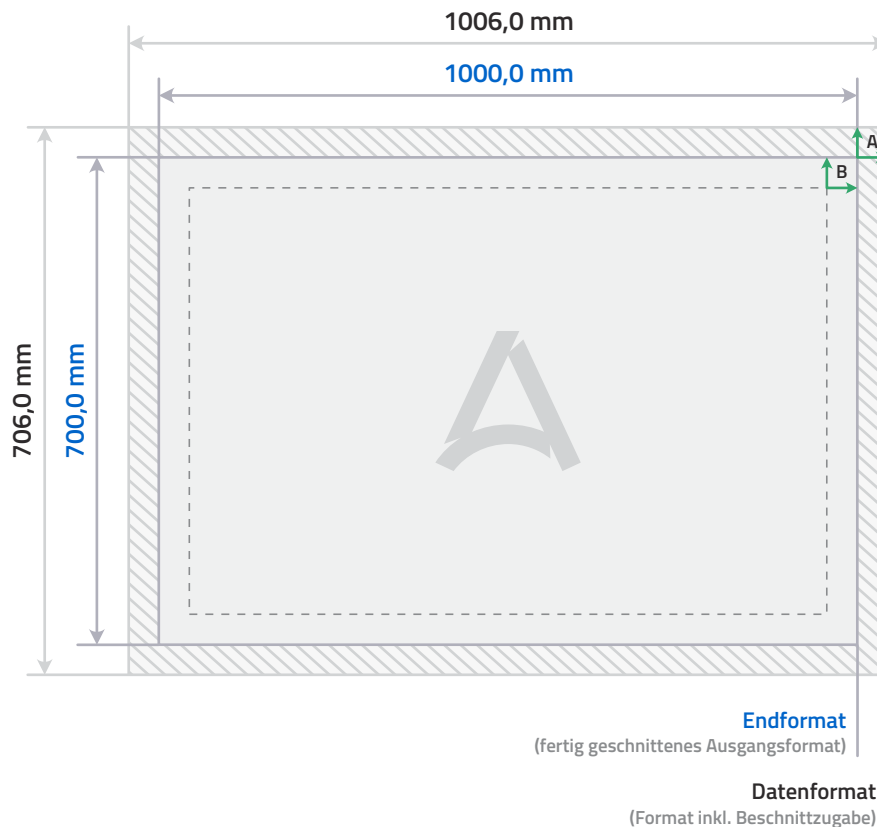 1006,0 mm
1000,0 mm
A
B
706,0 mm
700,0 mm
Endformat
(fertig geschnittenes Ausgangsformat)
Datenformat
(Format inkl. Beschnittzugabe)